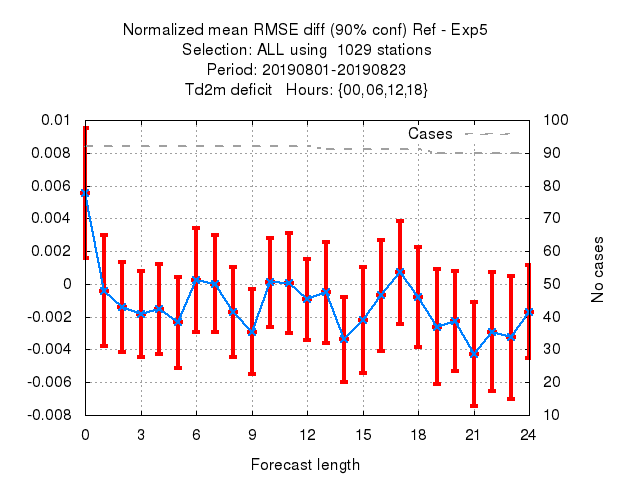 Normalized mean RMSE diff (90% conf) Ref - Exp5
Selection: ALL using  1029 stations
Period: 20190801-20190823
Td2m deficit   Hours: {00,06,12,18}
0.01
0.008
0.006
0.004
0.002
0
-0.002
-0.004
-0.006
-0.008
Cases
100
90
80
70
60
50
40
30
20
10
No cases
0 3 6 9 12 15 18 21 24
Forecast length